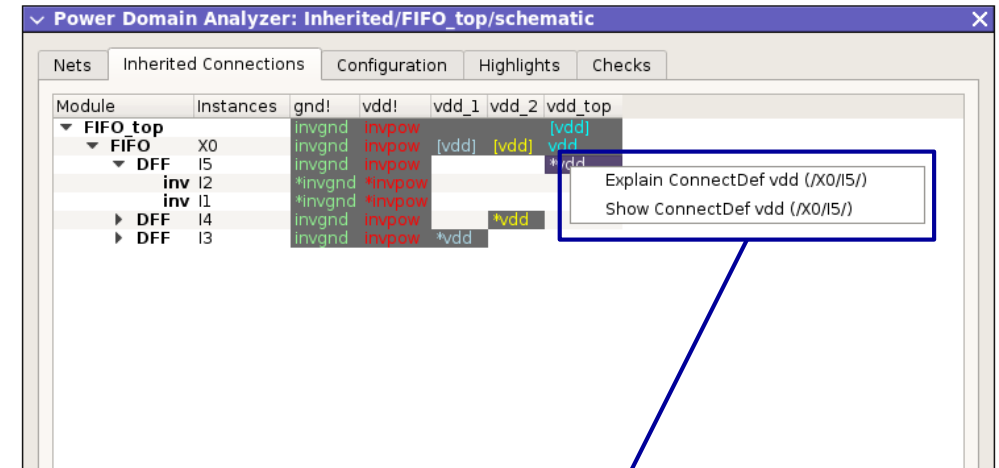 Power Domain Analyzer: Inherited/FIFO_top/schematic
Nets Inherited Connections Configuration Highlights Checks
Module Instances gnd! vdd! vdd_1 vdd_2 vdd_top
FIFO_top invgnd invpow [vdd]
FIFO X0 invgnd invpow [vdd] [vdd] vdd
DFF I5 invgnd invpow *vdd
inv I2 *invgnd *invpow
inv I1 *invgnd *invpow
DFF I4 invgnd invpow *vdd
DFF I3 invgnd invpow *vdd
Explain ConnectDef vdd (/X0/I5/)
Show ConnectDef vdd (/X0/I5/)